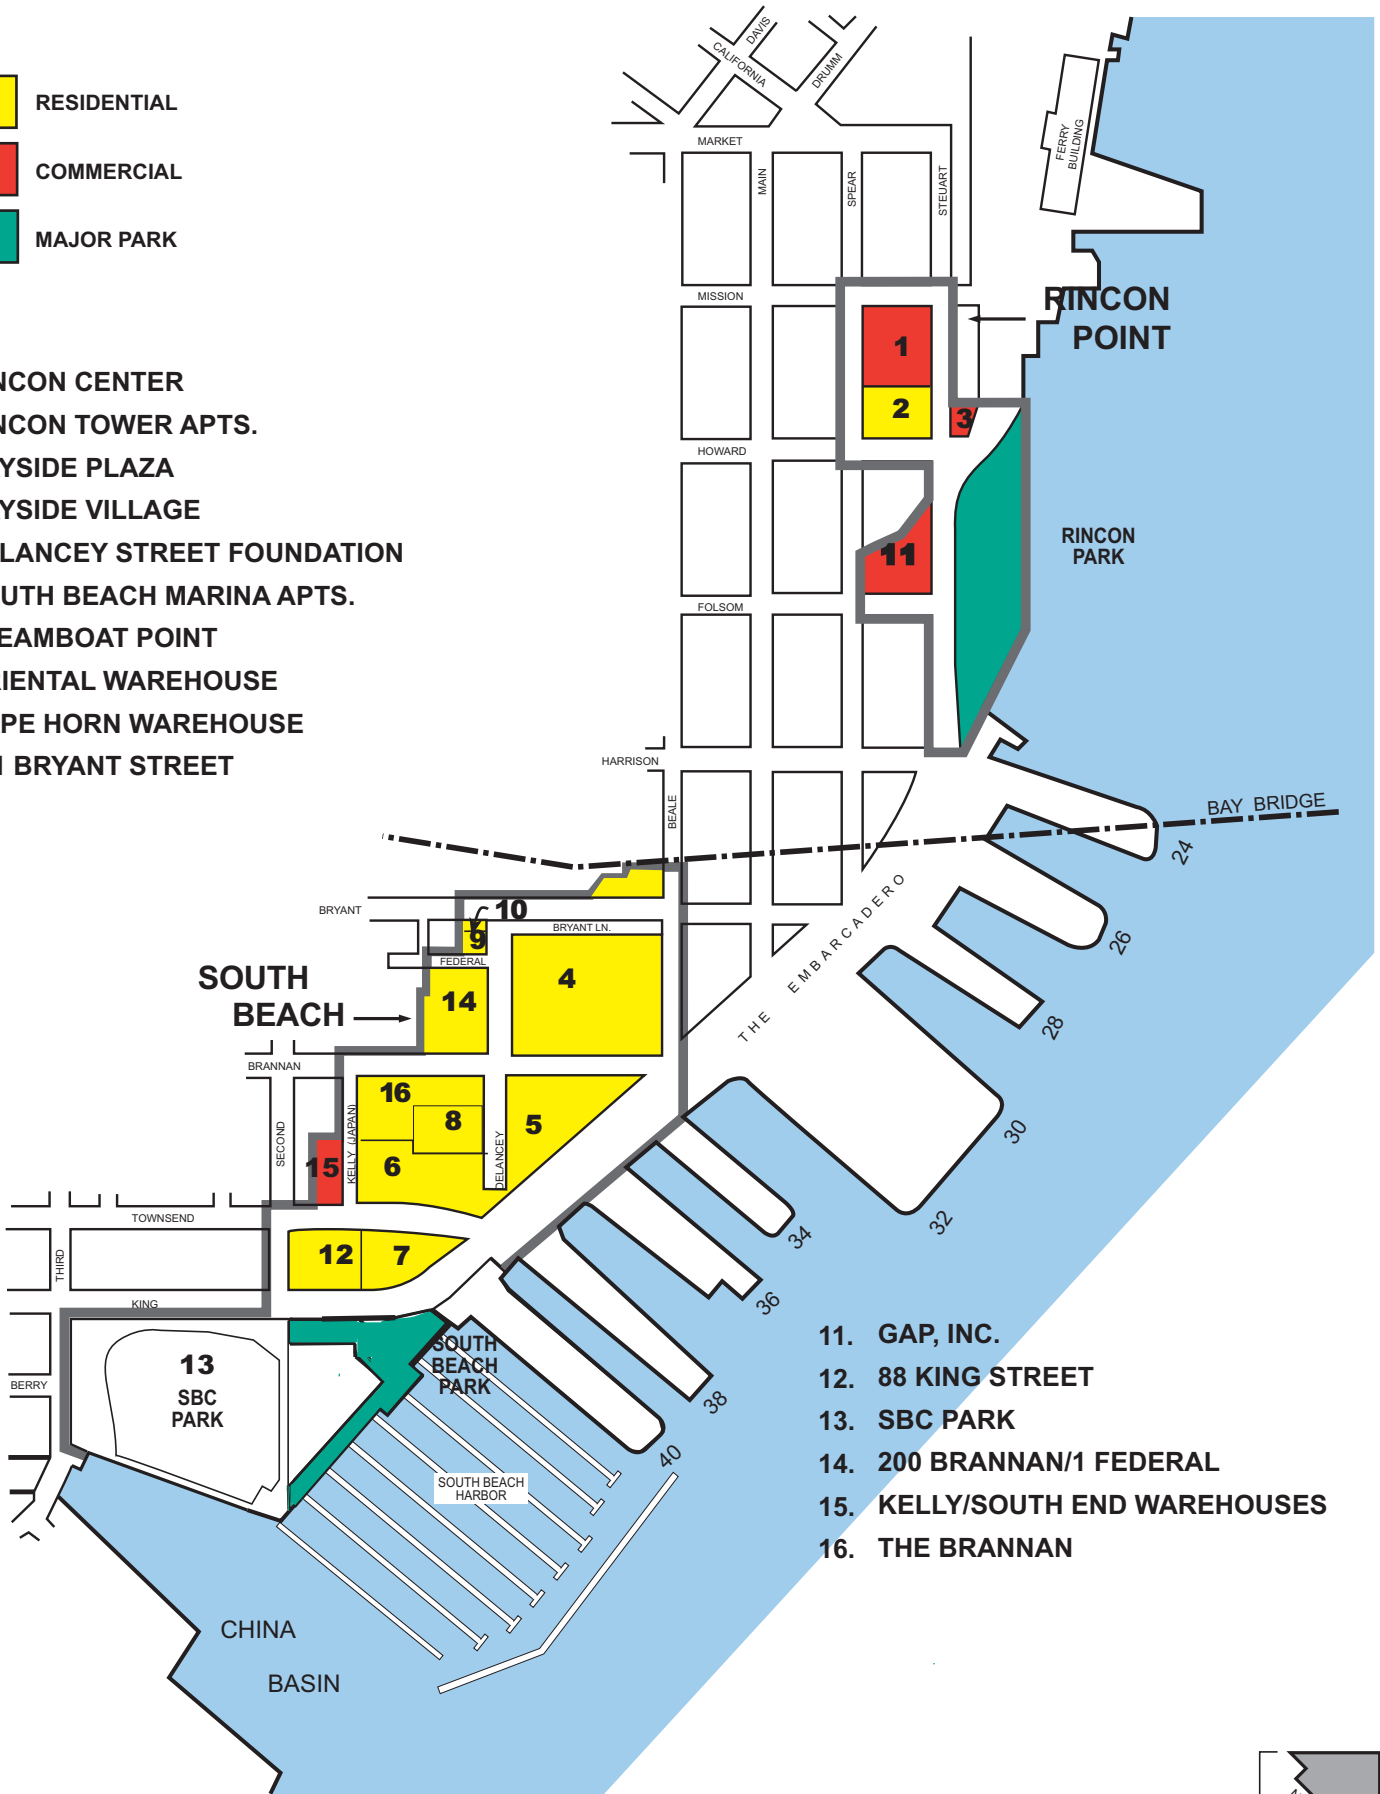 RESIDENTIAL
COMMERCIAL
MAJOR PARK
NCON CENTER
NCON TOWER APTS.
YSIDE PLAZA
YSIDE VILLAGE
LANCEY STREET FOUNDATION
UTH BEACH MARINA APTS.
EAMBOAT POINT
IENTAL WAREHOUSE
PE HORN WAREHOUSE
1 BRYANT STREET
DAVIS
CALIFORNIA
DRUMM
MARKET
MAIN
SPEAR
STEUART
FERRY
BUILDING
MISSION
RINCON
POINT
1
2
3
HOWARD
RINCON
PARK
11
FOLSOM
HARRISON
BEALE
BAY BRIDGE
24
26
28
30
32
34
36
38
40
THE EMBARCADERO
BRYANT
10
9
BRYANT LN.
FEDERAL
SOUTH
BEACH
14
4
BRANNAN
16
8
5
6
SECOND
KELLY (JAPAN)
DELANCEY
15
TOWNSEND
THIRD
12
7
KING
BERRY
13
SBC
PARK
SOUTH
BEACH
PARK
SOUTH BEACH
HARBOR
CHINA
BASIN
11. GAP, INC.
12. 88 KING STREET
13. SBC PARK
14. 200 BRANNAN/1 FEDERAL
15. KELLY/SOUTH END WAREHOUSES
16. THE BRANNAN